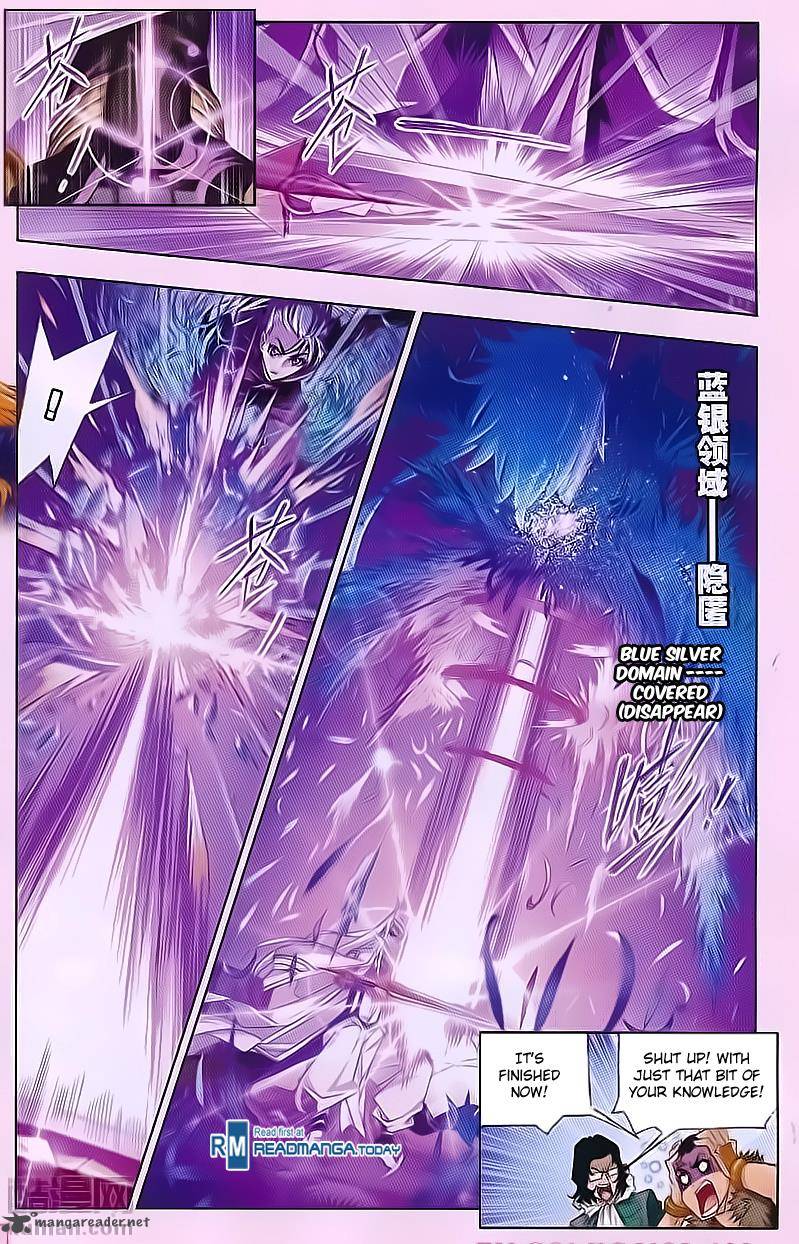 苍
苍
!
苍
蓝银领域——隐匿
BLUE SILVER
DOMAIN ----
COVERED
(DISAPPEAR)
IT'S
FINISHED
NOW!
SHUT UP! WITH
JUST THAT BIT OF
YOUR KNOWLEDGE!
RM
Read first at
READMANGA.TODAY
mangareader.net